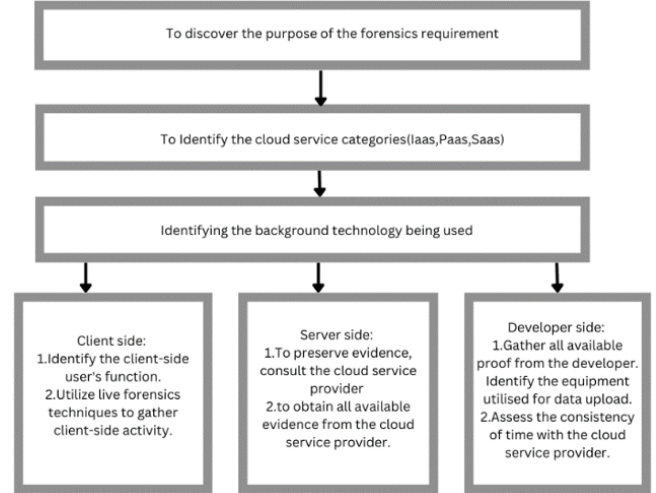 To discover the purpose of the forensics requirement
To Identify the cloud service categories(Iaas,Paas,Saas)
Identifying the background technology being used
Client side:
1.Identify the client-side
user's function.
2.Utilize live forensics
techniques to gather
client-side activity.
Server side:
1.To preserve evidence,
consult the cloud service
provider
2.to obtain all available
evidence from the cloud
service provider.
Developer side:
1.Gather all available
proof from the developer.
Identify the equipment
utilised for data upload.
2.Assess the consistency
of time with the cloud
service provider.